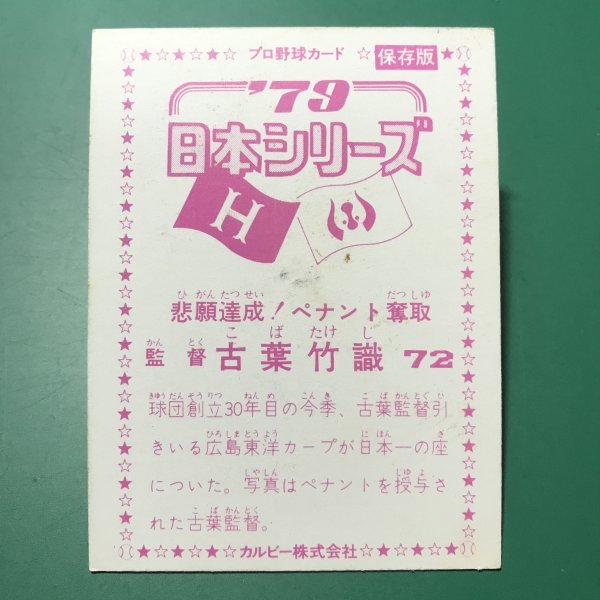 プロ野球カード ☆ 保存版
'79
日本シリーズ
H
悲願達成!ペナント奪取
監督 古葉竹識 72
球団創立30年目の今季、古葉監督引
きいる広島東洋カープが日本一の座
についた。写真はペナントを授与さ
れた古葉監督。
カルビー株式会社